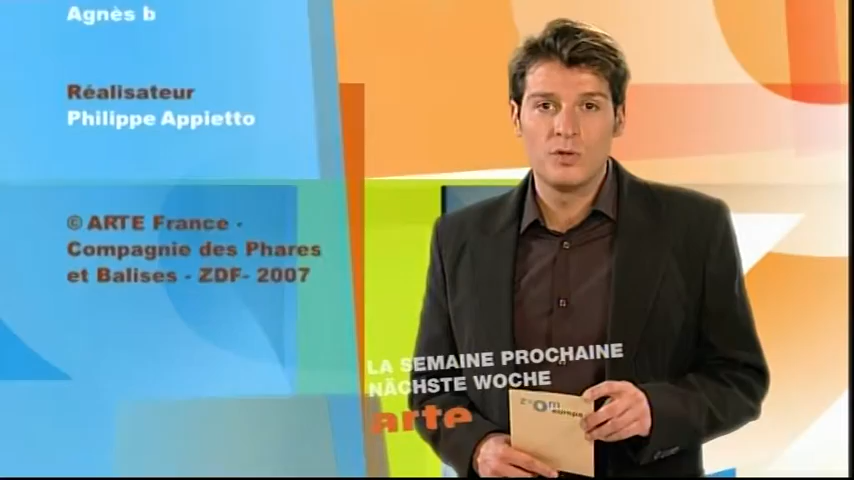 Agnès b
Réalisateur
Philippe Appietto
© ARTE France -
Compagnie des Phares
et Balises - ZDF- 2007
LA SEMAINE PROCHAINE
NÄCHSTE WOCHE
arte
europa